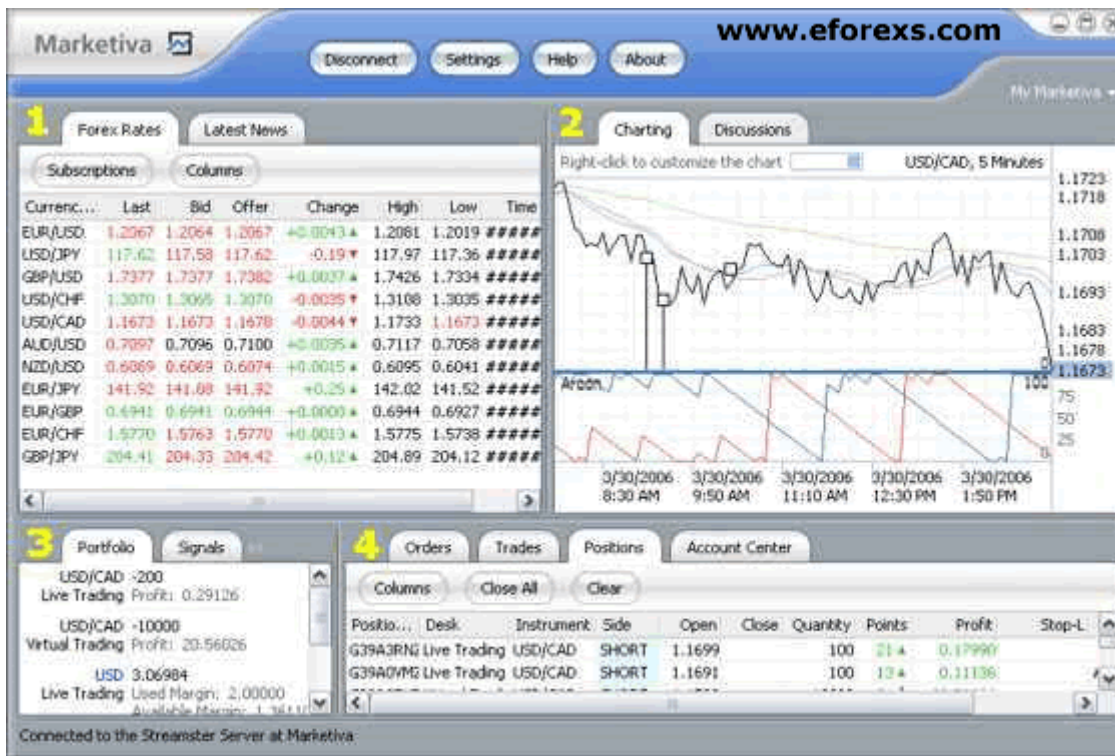 www.eforexs.com
Marketiva
Disconnect Settings Help About
My Marketiva
1 Forex Rates Latest News
Subscriptions Columns
Currenc... Last Bid Offer Change High Low Time
EUR/USD 1.2067 1.2064 1.2067 +0.0043 1.2081 1.2019 #####
USD/JPY 117.62 117.58 117.62 -0.19 117.97 117.36 #####
GBP/USD 1.7377 1.7377 1.7382 +0.0037 1.7426 1.7334 #####
USD/CHF 1.3070 1.3065 1.3070 -0.0035 1.3108 1.3035 #####
USD/CAD 1.1673 1.1673 1.1678 -0.0044 1.1733 1.1673 #####
AUD/USD 0.7097 0.7096 0.7100 +0.0035 0.7117 0.7058 #####
NZD/USD 0.6069 0.6069 0.6074 +0.0015 0.6095 0.6041 #####
EUR/JPY 141.92 141.88 141.92 +0.25 142.02 141.52 #####
EUR/GBP 0.6941 0.6941 0.6944 +0.0000 0.6944 0.6927 #####
EUR/CHF 1.5770 1.5763 1.5770 +0.0013 1.5775 1.5738 #####
GBP/JPY 204.41 204.33 204.42 +0.12 204.89 204.12 #####
2 Charting Discussions
Right-click to customize the chart USD/CAD, 5 Minutes
1.1723
1.1718
1.1708
1.1703
1.1693
1.1683
1.1678
1.1673
Aroon 100
75
50
25
0
3/30/2006 3/30/2006 3/30/2006 3/30/2006 3/30/2006
8:30 AM 9:50 AM 11:10 AM 12:30 PM 1:50 PM
3 Portfolio Signals
USD/CAD -200
Live Trading Profit: 0.29126
USD/CAD -10000
Virtual Trading Profit: 20.56026
USD 3.06984
Live Trading Used Margin: 2.00000
Available Margin:
4 Orders Trades Positions Account Center
Columns Close All Clear
Positio... Desk Instrument Side Open Close Quantity Points Profit Stop-L
G39A3RN Live Trading USD/CAD SHORT 1.1699 100 21 0.17990
G39A0VM Live Trading USD/CAD SHORT 1.1691 100 13 0.11136
Connected to the Streamster Server at Marketiva